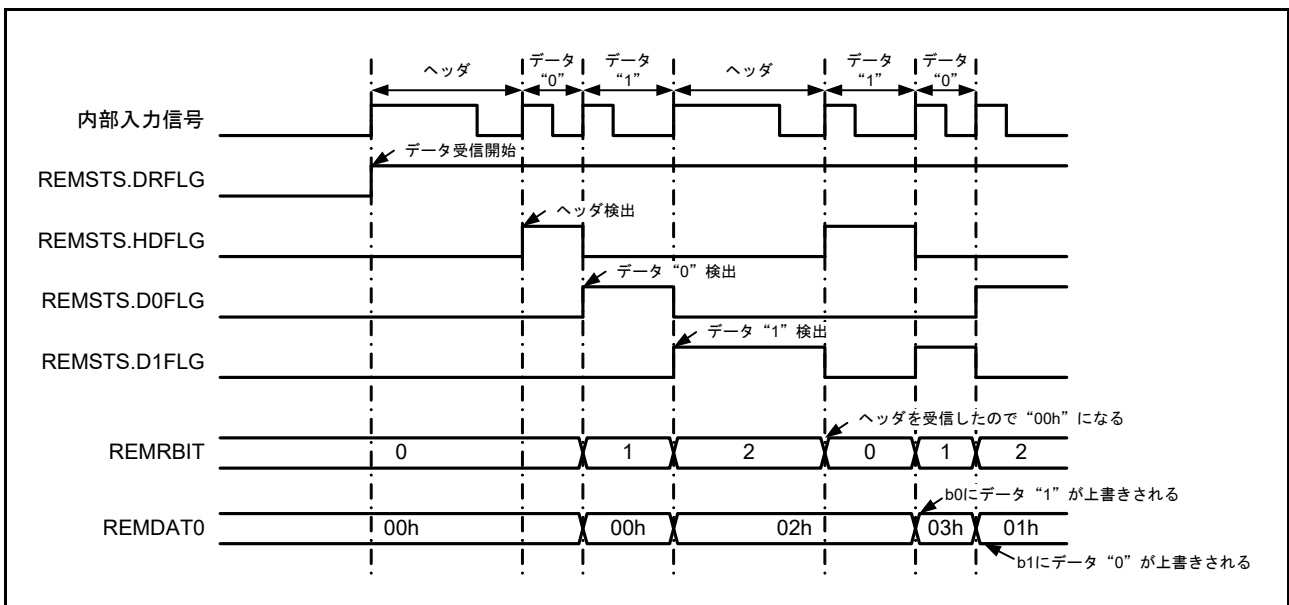 ヘッダ
データ
“0”
データ
“1”
ヘッダ
データ
“1”
データ
“0”
内部入力信号
データ受信開始
REMSTS.DRFLG
ヘッダ検出
REMSTS.HDFLG
データ“0”検出
REMSTS.D0FLG
データ“1”検出
REMSTS.D1FLG
ヘッダを受信したので“00h”になる
REMRBIT 0 1 2 0 1 2
b0にデータ“1”が上書きされる
REMDAT0 00h 00h 02h 03h 01h
b1にデータ“0”が上書きされる